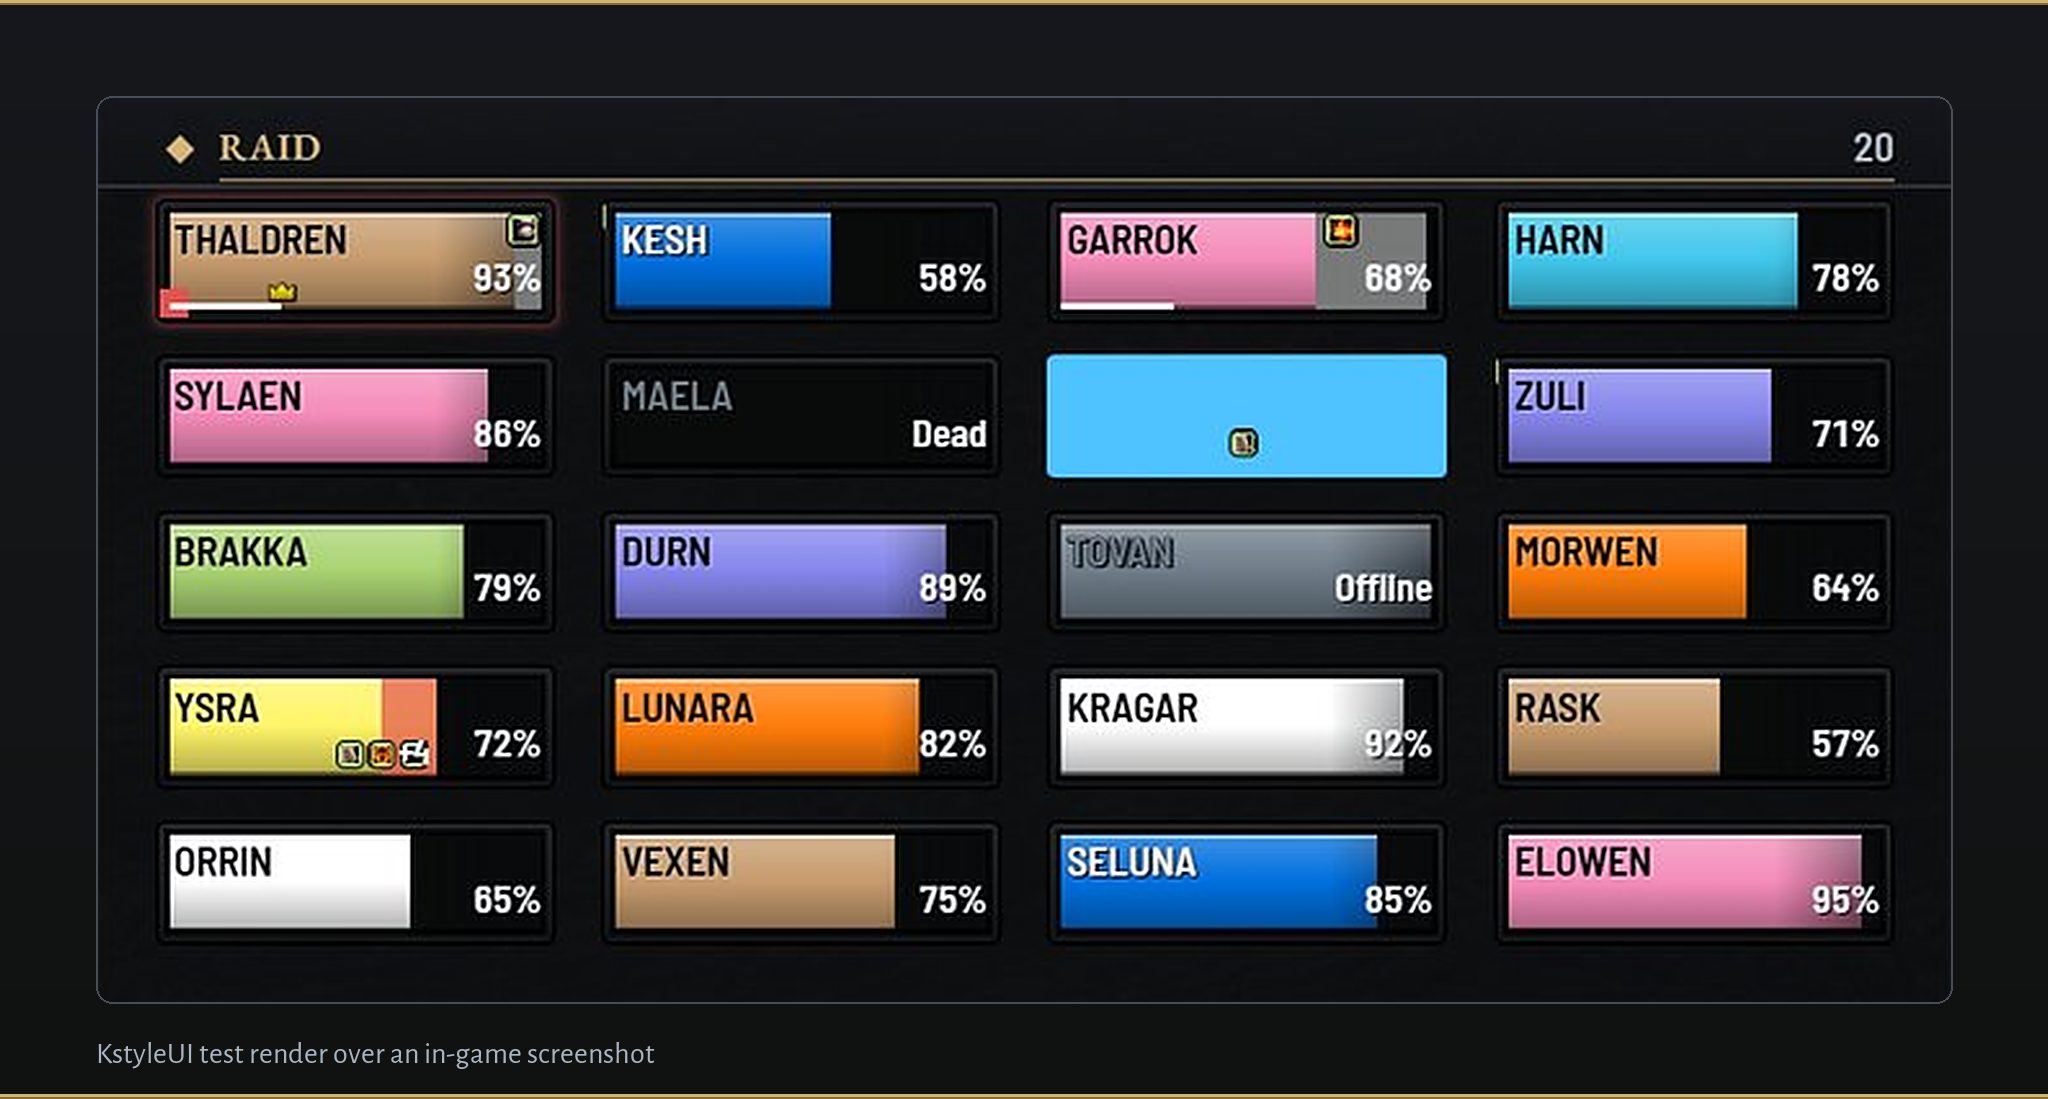 RAID 20
THALDREN
93%
KESH
58%
GARROK
68%
HARN
78%
SYLAEN
86%
MAELA
Dead
ZULI
71%
BRAKKA
79%
DURN
89%
TOVAN
Offline
MORWEN
64%
YSRA
72%
LUNARA
82%
KRAGAR
92%
RASK
57%
ORRIN
65%
VEXEN
75%
SELUNA
85%
ELOWEN
95%
KstyleUI test render over an in-game screenshot